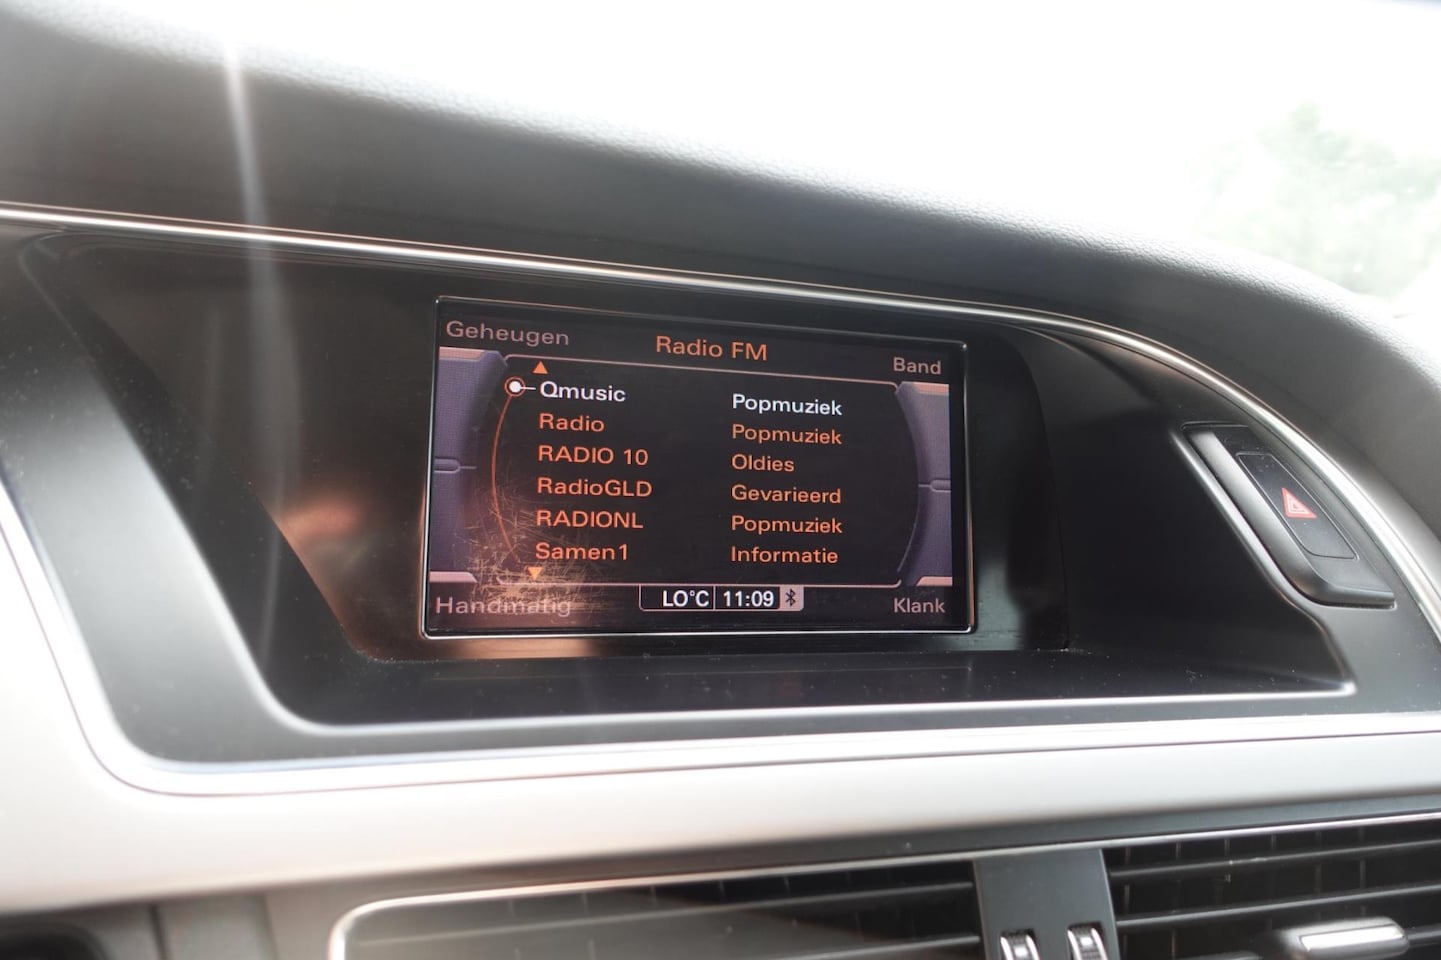 Geheugen Radio FM Band
Qmusic Popmuziek
Radio Popmuziek
RADIO 10 Oldies
RadioGLD Gevarieerd
RADIONL Popmuziek
Samen1 Informatie
Handmatig LO°C 11:09 Klank